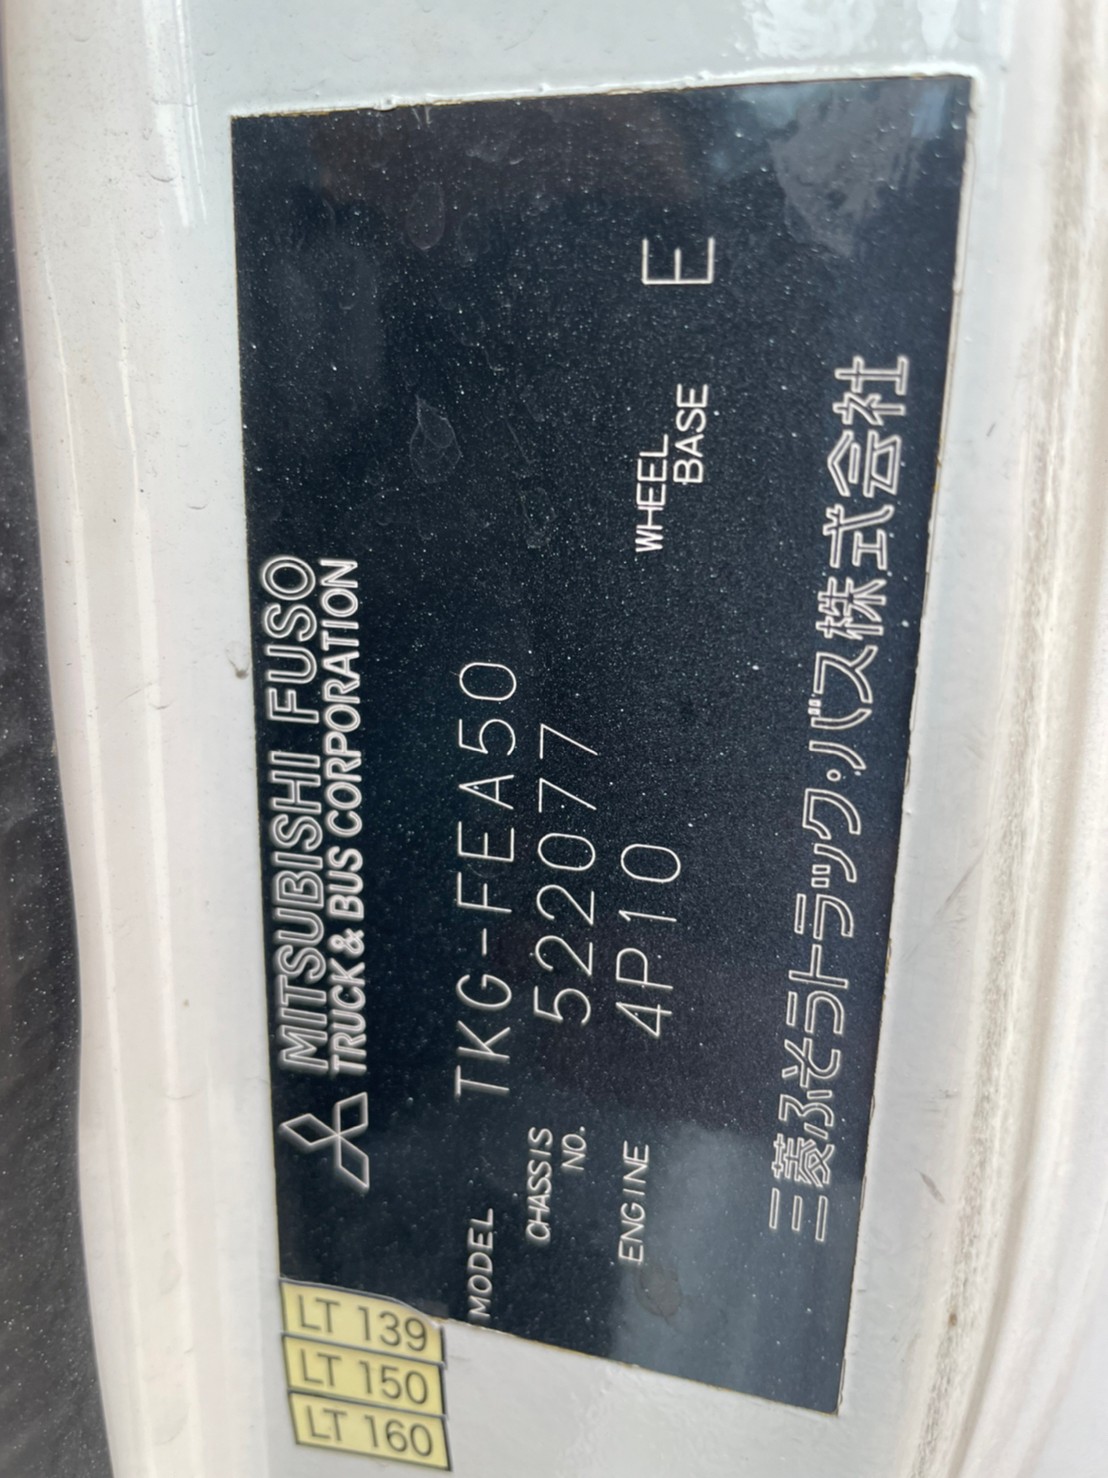 MITSUBISHI FUSO
TRUCK & BUS CORPORATION
MODEL TKG-FEA50
CHASSIS NO. 522077
ENGINE 4P10
WHEEL BASE E
三菱ふそうトラック・バス株式会社
LT 139
LT 150
LT 160